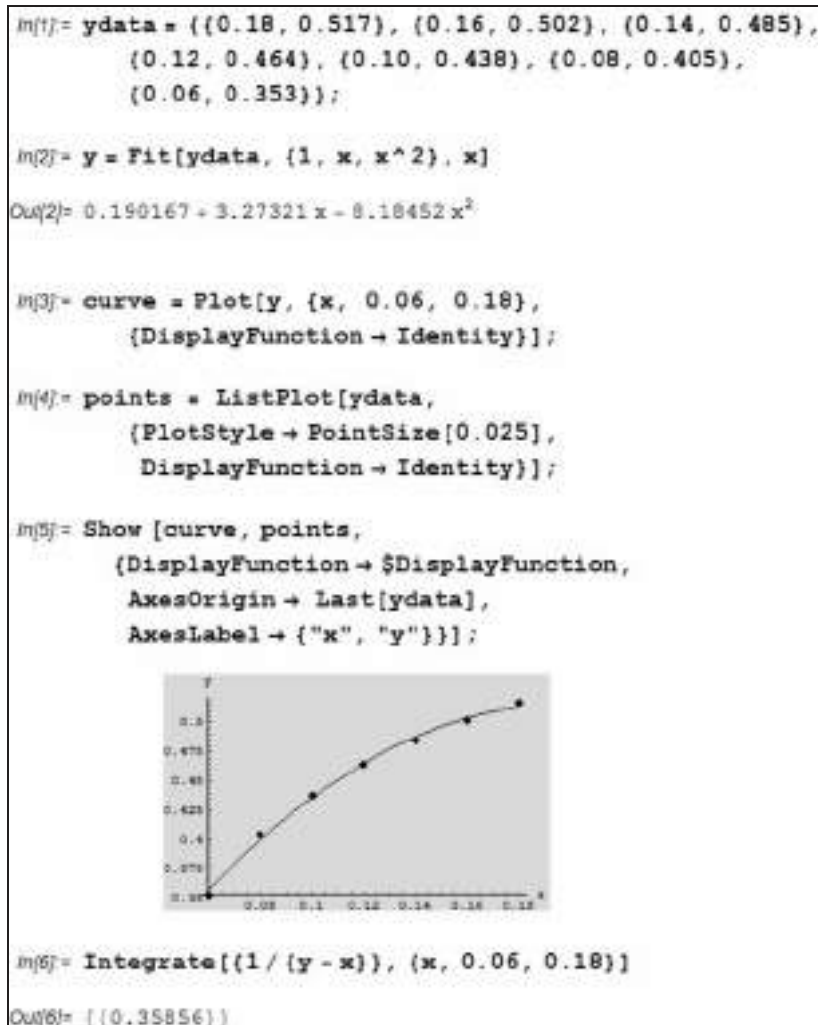 In[1]:= ydata = {{0.18, 0.517}, {0.16, 0.502}, {0.14, 0.485},
{0.12, 0.464}, {0.10, 0.438}, {0.08, 0.405},
{0.06, 0.353}};
In[2]:= y = Fit[ydata, {1, x, x^2}, x]
Out[2]= 0.190167 + 3.27321 x - 8.18452 x²
In[3]:= curve = Plot[y, {x, 0.06, 0.18},
{DisplayFunction → Identity}];
In[4]:= points = ListPlot[ydata,
{PlotStyle → PointSize[0.025],
DisplayFunction → Identity}];
In[5]:= Show [curve, points,
{DisplayFunction → $DisplayFunction,
AxesOrigin → Last[ydata],
AxesLabel → {"x", "y"}}];
y
0.5
0.475
0.45
0.425
0.4
0.375
0.08 0.1 0.12 0.14 0.16 0.18 x
In[6]:= Integrate[{1/(y-x)}, {x, 0.06, 0.18}]
Out[6]= {{0.35856}}